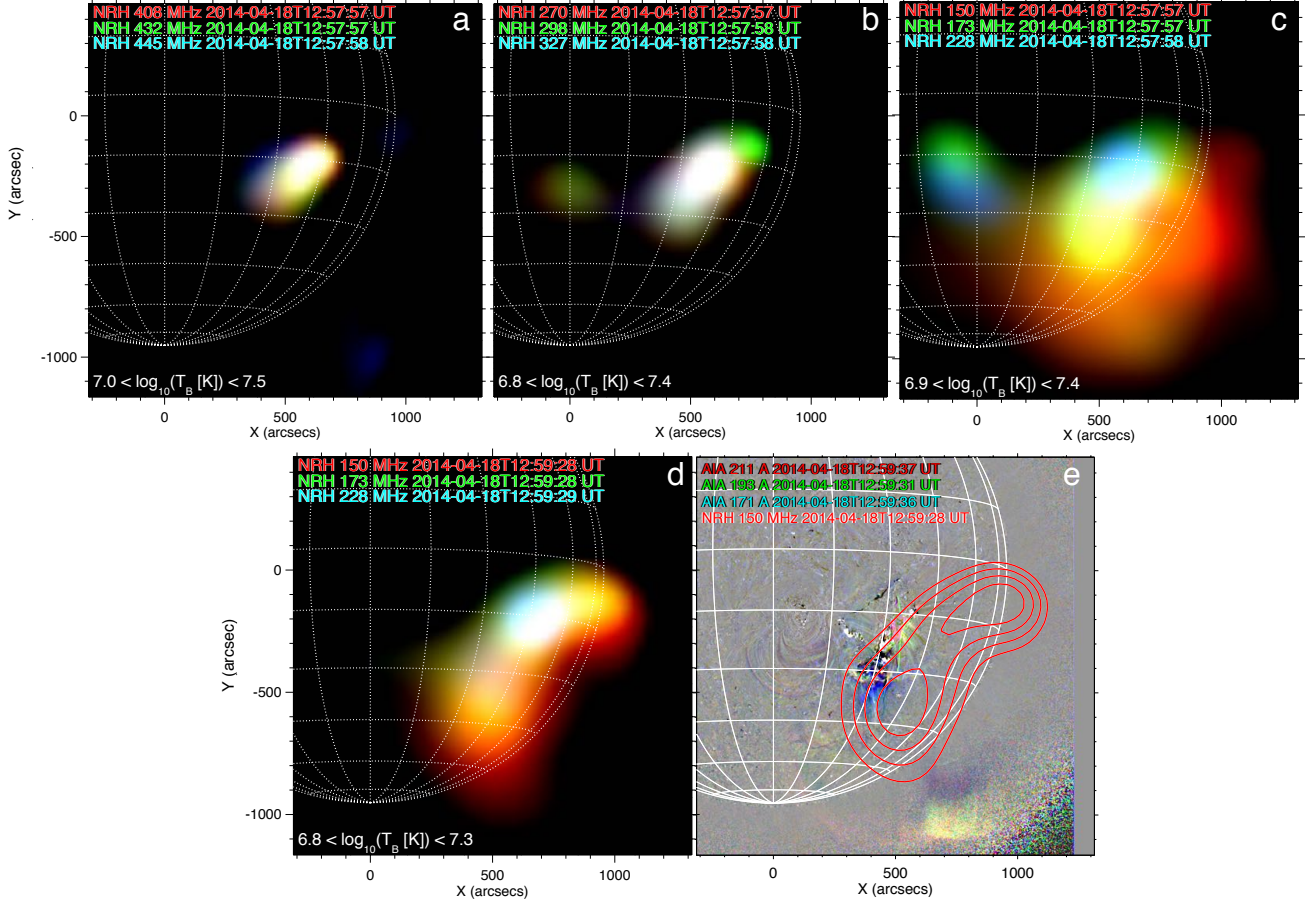 NRH 408 MHz 2014-04-18T12:57:57 UT
NRH 432 MHz 2014-04-18T12:57:57 UT
NRH 445 MHz 2014-04-18T12:57:58 UT
a
NRH 270 MHz 2014-04-18T12:57:57 UT
NRH 298 MHz 2014-04-18T12:57:58 UT
NRH 327 MHz 2014-04-18T12:57:58 UT
b
NRH 150 MHz 2014-04-18T12:57:57 UT
NRH 173 MHz 2014-04-18T12:57:57 UT
NRH 228 MHz 2014-04-18T12:57:58 UT
c
0
-500
-1000
Y (arcsec)
7.0 < log₁₀(T_B [K]) < 7.5
6.8 < log₁₀(T_B [K]) < 7.4
6.9 < log₁₀(T_B [K]) < 7.4
0 500 1000
X (arcsecs)
0 500 1000
X (arcsecs)
0 500 1000
X (arcsecs)
NRH 150 MHz 2014-04-18T12:59:28 UT
NRH 173 MHz 2014-04-18T12:59:28 UT
NRH 228 MHz 2014-04-18T12:59:29 UT
d
AIA 211 A 2014-04-18T12:59:37 UT
AIA 193 A 2014-04-18T12:59:31 UT
AIA 171 A 2014-04-18T12:59:36 UT
NRH 150 MHz 2014-04-18T12:59:28 UT
e
0
-500
-1000
Y (arcsec)
6.8 < log₁₀(T_B [K]) < 7.3
0 500 1000
X (arcsecs)
0 500 1000
X (arcsecs)